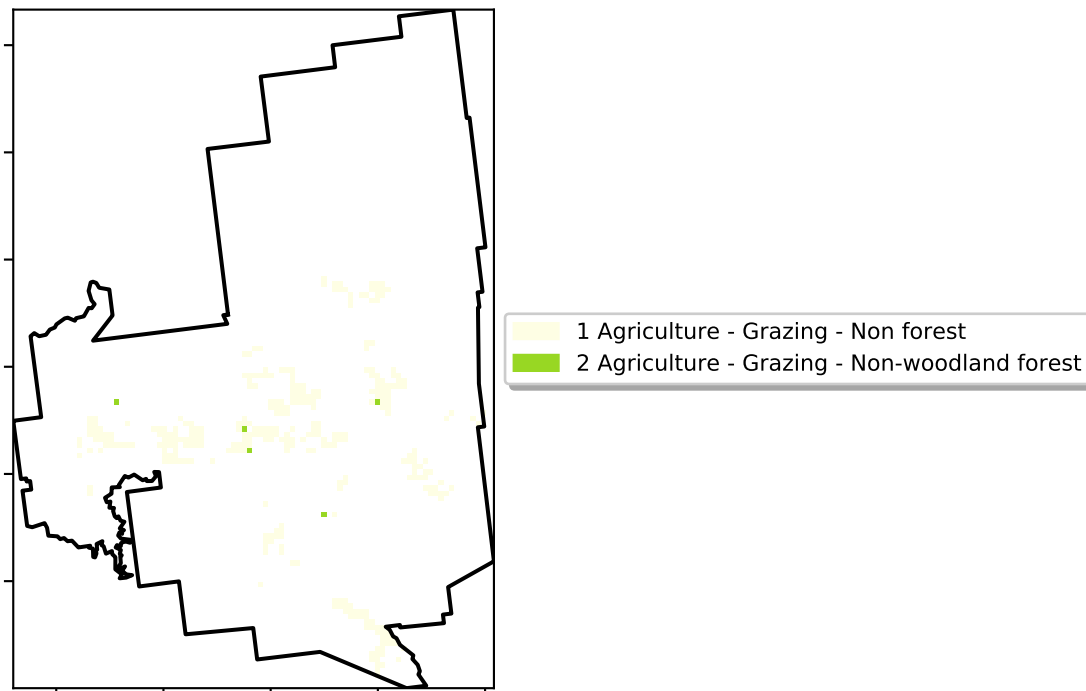 1 Agriculture - Grazing - Non forest
2 Agriculture - Grazing - Non-woodland forest